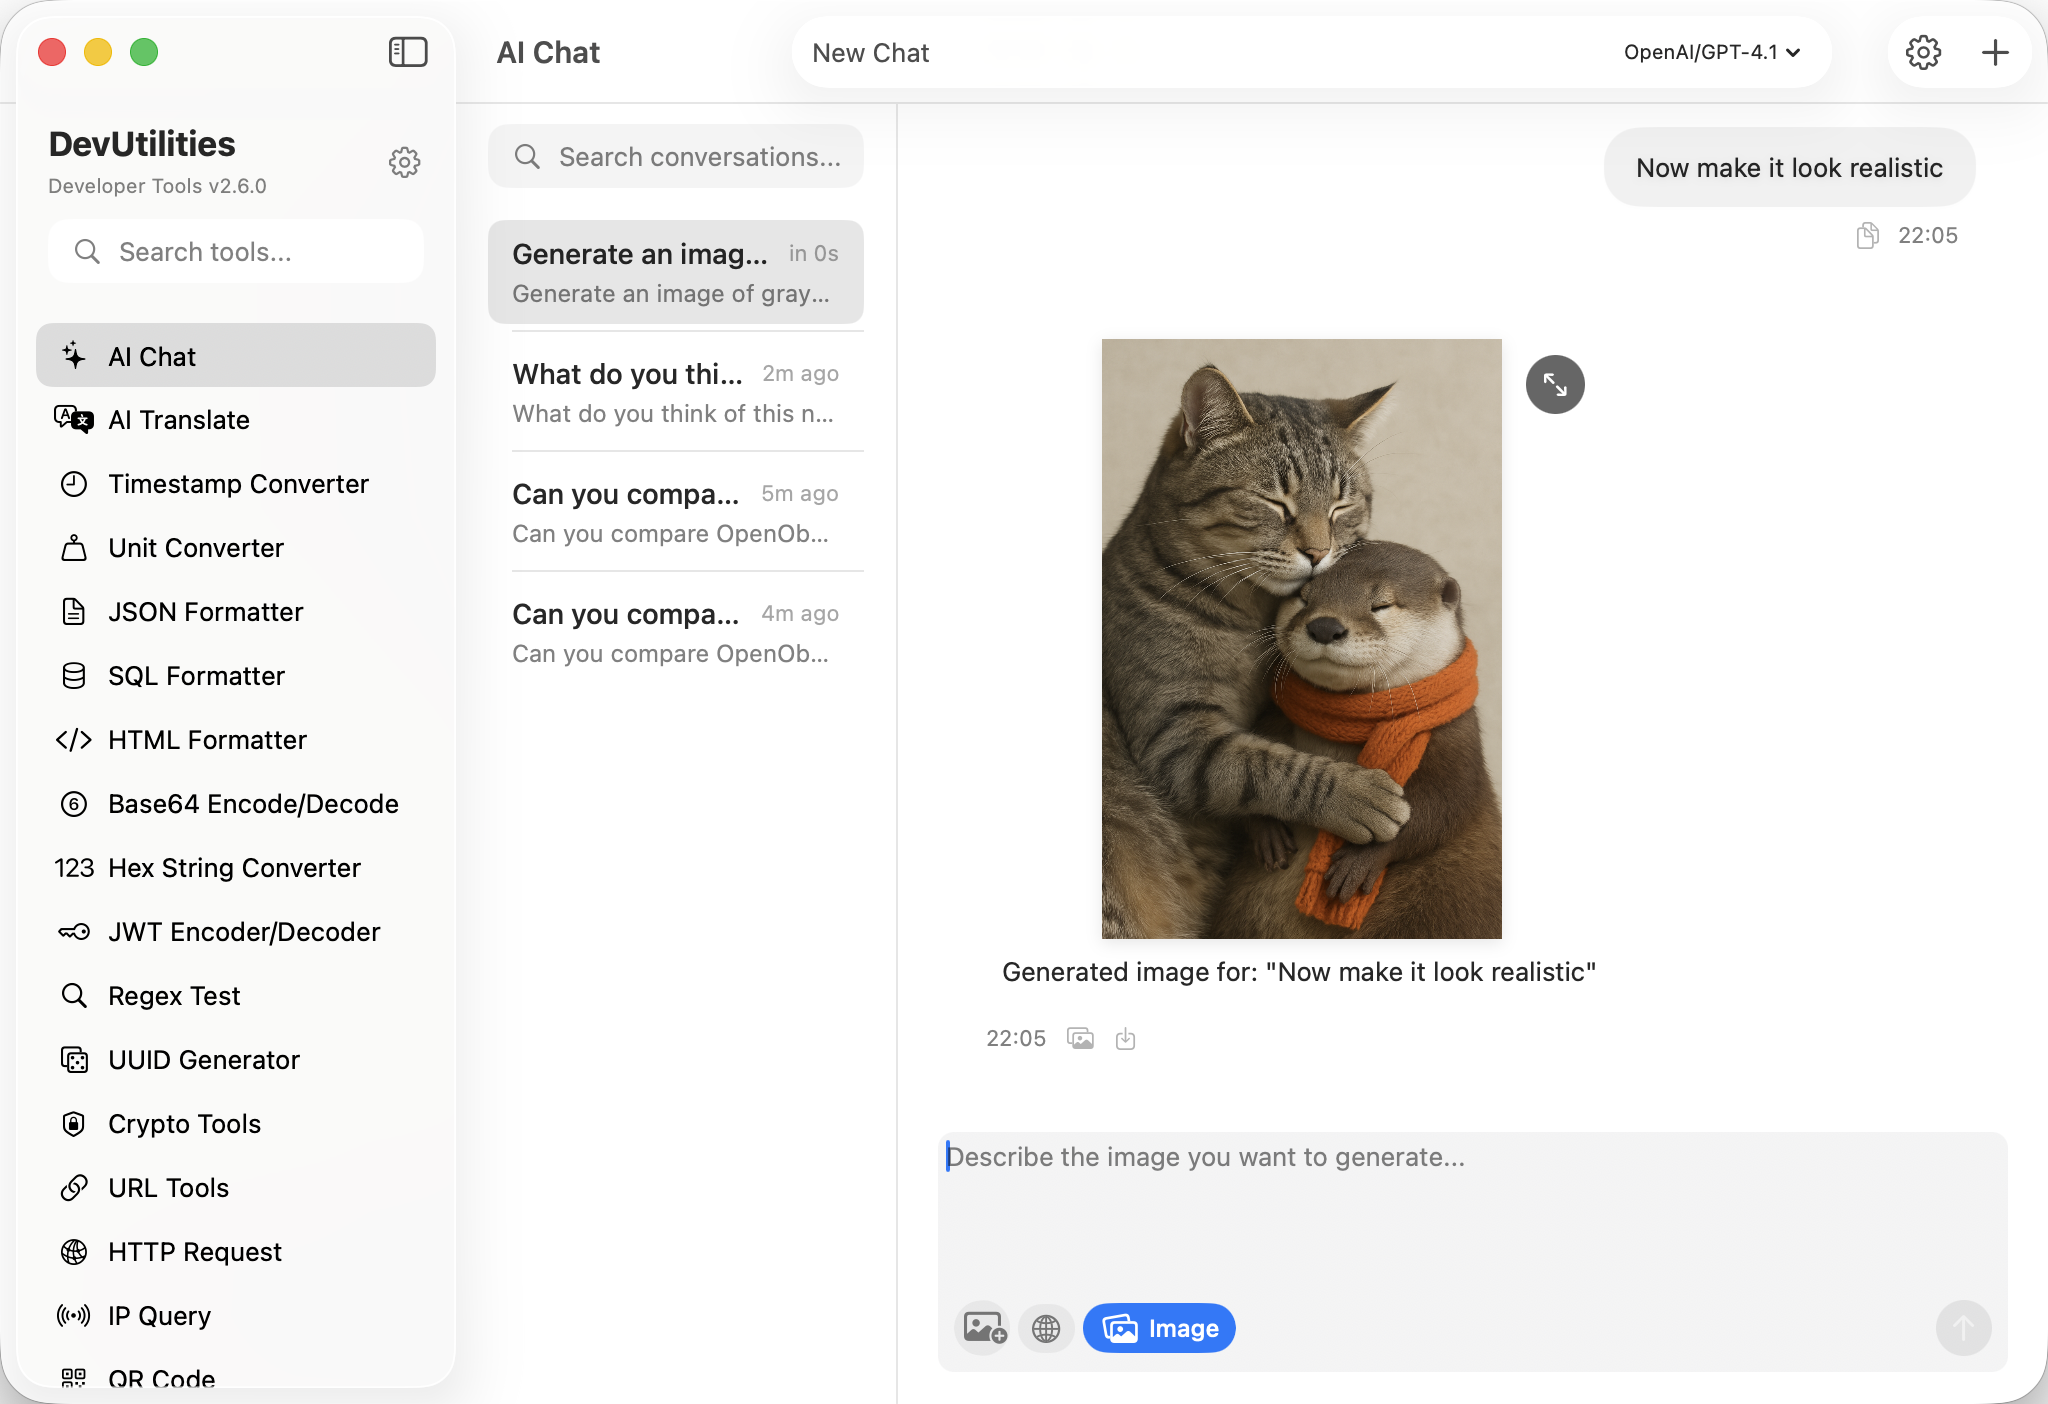 DevUtilities
Developer Tools v2.6.0
Search tools...
AI Chat
AI Translate
Timestamp Converter
Unit Converter
JSON Formatter
SQL Formatter
HTML Formatter
Base64 Encode/Decode
123 Hex String Converter
JWT Encoder/Decoder
Regex Test
UUID Generator
Crypto Tools
URL Tools
HTTP Request
IP Query
QR Code
AI Chat
Search conversations...
Generate an imag... in 0s
Generate an image of gray...
What do you thi... 2m ago
What do you think of this n...
Can you compa... 5m ago
Can you compare OpenOb...
Can you compa... 4m ago
Can you compare OpenOb...
New Chat
OpenAI/GPT-4.1
Now make it look realistic
22:05
Generated image for: "Now make it look realistic"
22:05
Describe the image you want to generate...
Image